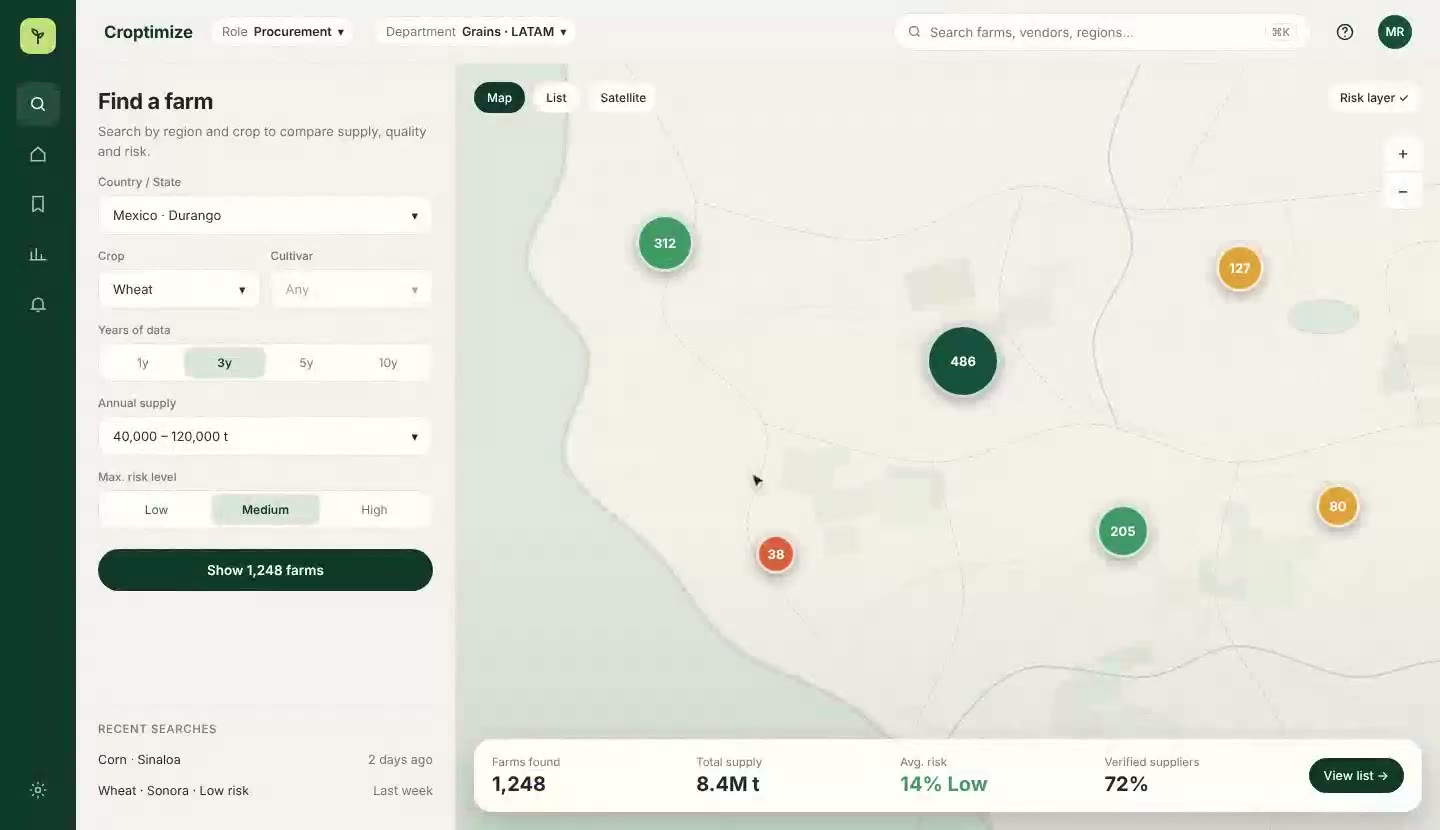 Croptimize
Role Procurement ▾
Department Grains · LATAM ▾
Search farms, vendors, regions...
⌘K
MR
Find a farm
Search by region and crop to compare supply, quality
and risk.
Country / State
Mexico · Durango ▾
Crop
Cultivar
Wheat ▾
Any ▾
Years of data
1y 3y 5y 10y
Annual supply
40,000 – 120,000 t ▾
Max. risk level
Low Medium High
Show 1,248 farms
RECENT SEARCHES
Corn · Sinaloa 2 days ago
Wheat · Sonora · Low risk Last week
Map List Satellite
Risk layer ✓
+
−
312
127
486
80
205
38
Farms found
1,248
Total supply
8.4M t
Avg. risk
14% Low
Verified suppliers
72%
View list →